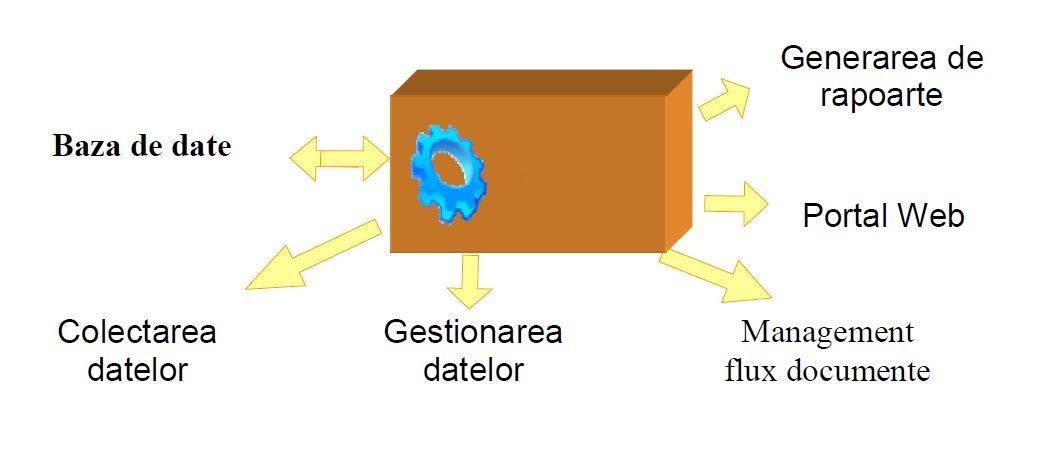 Generarea de
rapoarte
Baza de date
Portal Web
Colectarea
datelor
Gestionarea
datelor
Management
flux documente